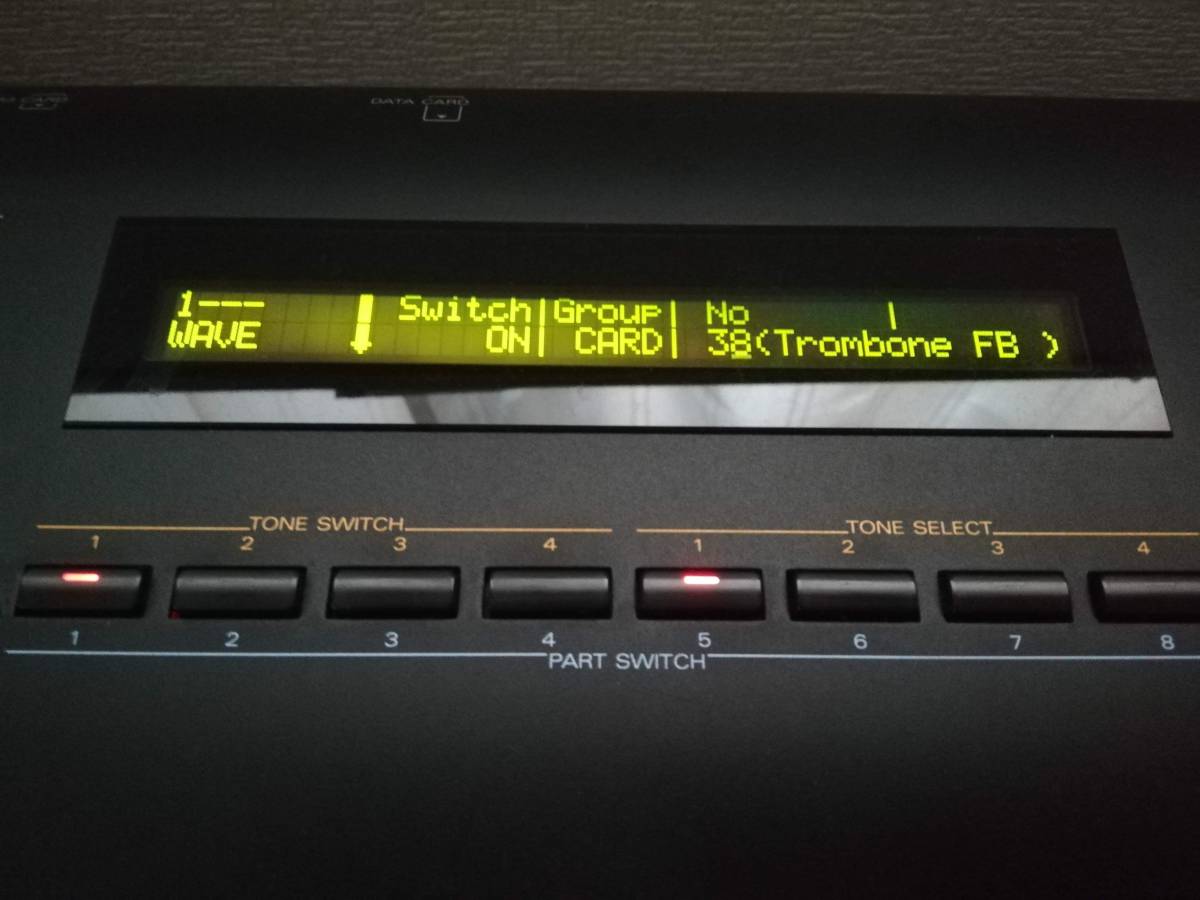 CARD
DATA CARD
1--- Switch|Group| No |
WAVE ON| CARD| 38(Trombone FB )
TONE SWITCH
1 2 3 4
TONE SELECT
1 2 3 4
1 2 3 4 5 6 7 8
PART SWITCH